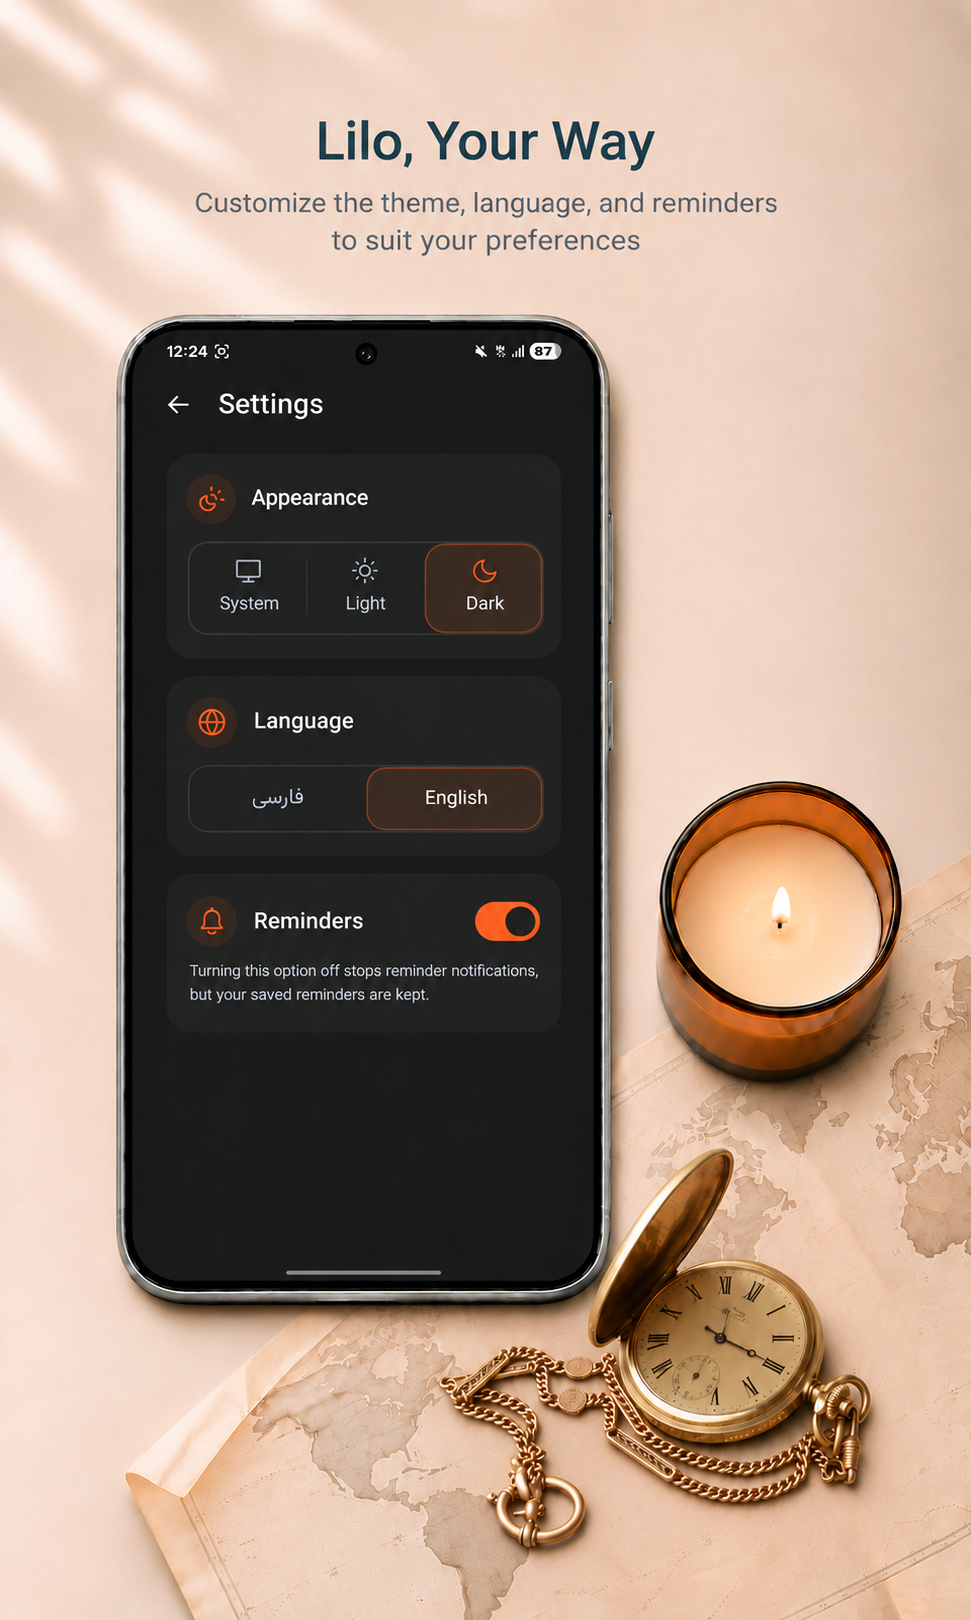 Lilo, Your Way
Customize the theme, language, and reminders
to suit your preferences
12:24
87
Settings
Appearance
System
Light
Dark
Language
فارسی
English
Reminders
Turning this option off stops reminder notifications,
but your saved reminders are kept.